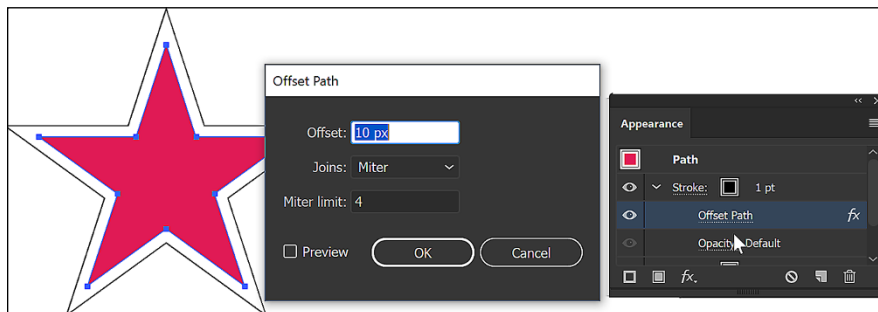 Offset Path
Offset: 10 px
Joins: Miter
Miter limit: 4
Preview
OK
Cancel
Appearance
Path
Stroke: 1 pt
Offset Path fx
Opacity: Default
fx.